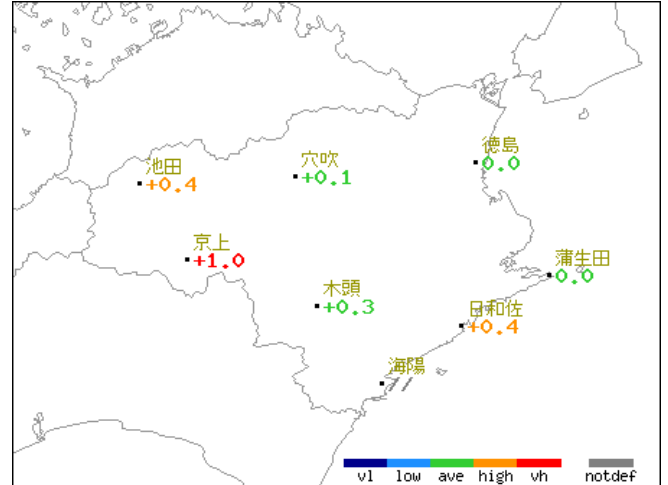 徳島
0.0
穴吹
+0.1
池田
+0.4
京上
+1.0
蒲生田
0.0
木頭
+0.3
日和佐
+0.4
海陽
vl low ave high vh notdef